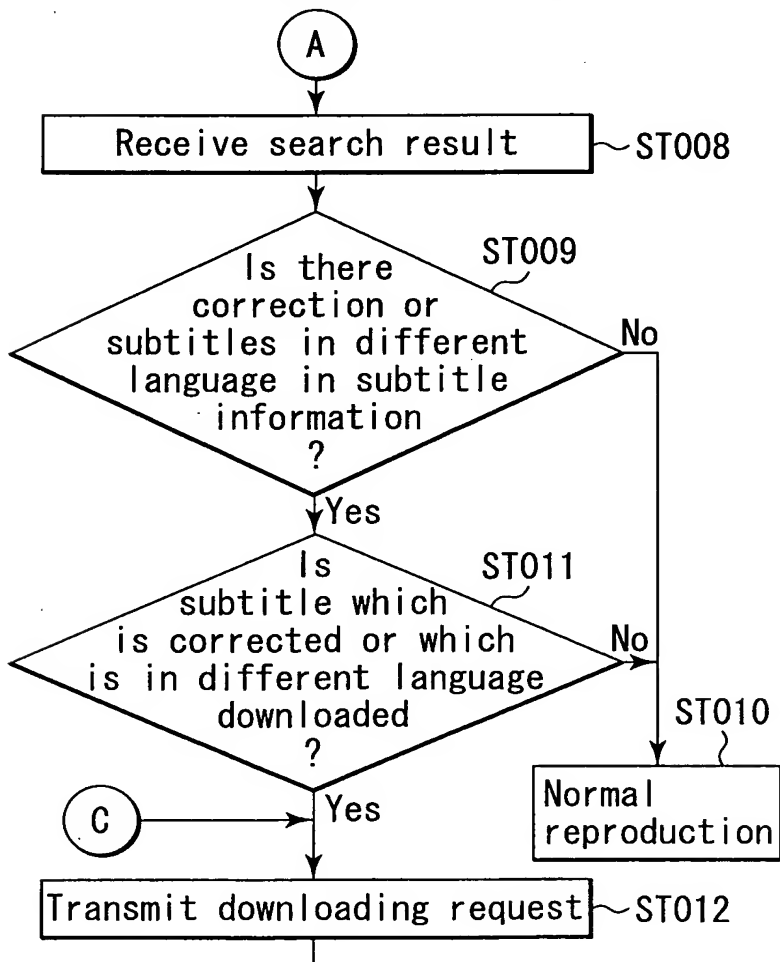 A
Receive search result
ST008
ST009
Is there
correction or
subtitles in different
language in subtitle
information
?
No
Yes
ST011
Is
subtitle which
is corrected or which
is in different language
downloaded
?
No
ST010
Normal
reproduction
C
Yes
Transmit downloading request
ST012